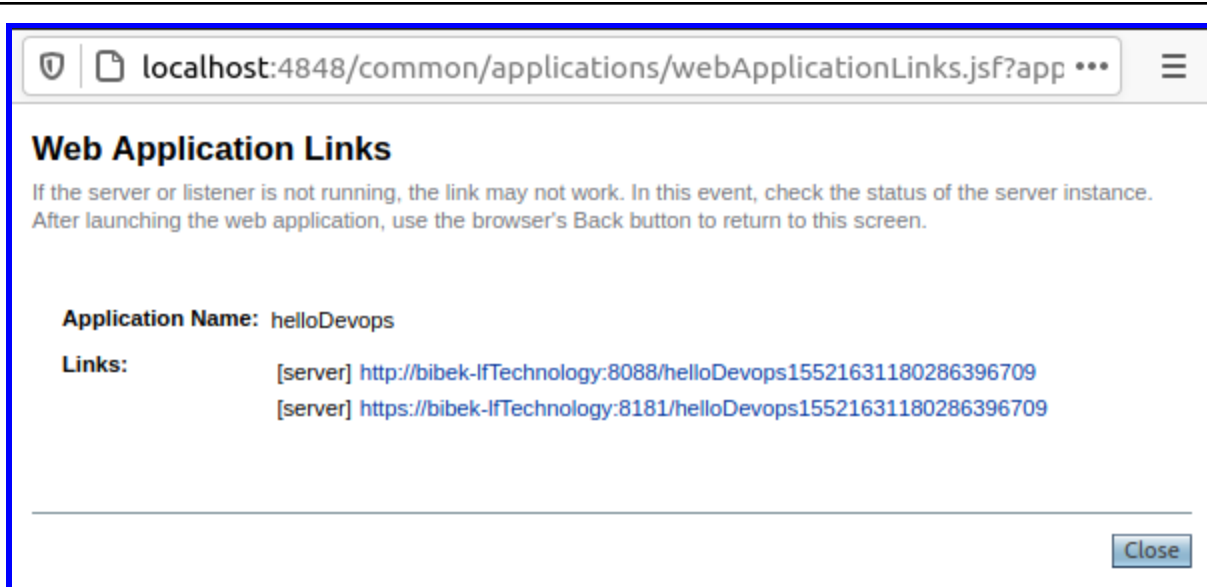 localhost:4848/common/applications/webApplicationLinks.jsf?app
Web Application Links
If the server or listener is not running, the link may not work. In this event, check the status of the server instance.
After launching the web application, use the browser's Back button to return to this screen.
Application Name: helloDevops
Links:
[server] http://bibek-lfTechnology:8088/helloDevops15521631180286396709
[server] https://bibek-lfTechnology:8181/helloDevops15521631180286396709
Close